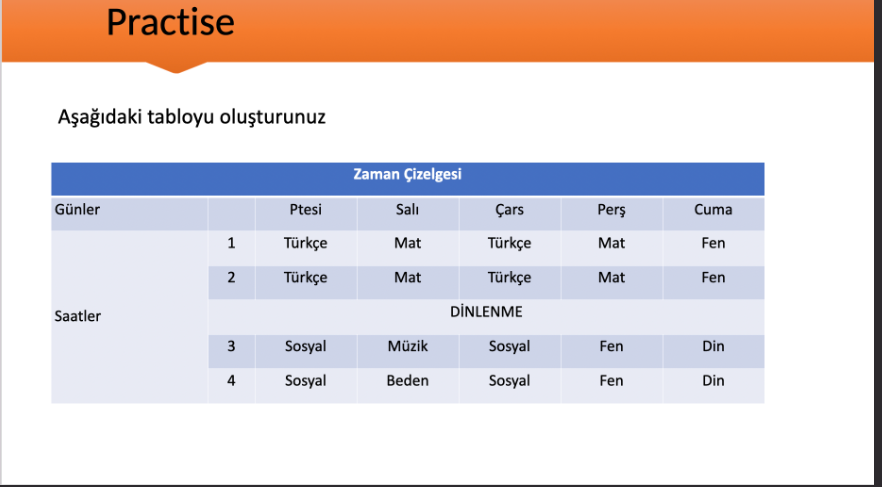 Practise
Aşağıdaki tabloyu oluşturunuz
Zaman Çizelgesi
Günler Ptesi Salı Çars Perş Cuma
1 Türkçe Mat Türkçe Mat Fen
2 Türkçe Mat Türkçe Mat Fen
DİNLENME
Saatler
3 Sosyal Müzik Sosyal Fen Din
4 Sosyal Beden Sosyal Fen Din